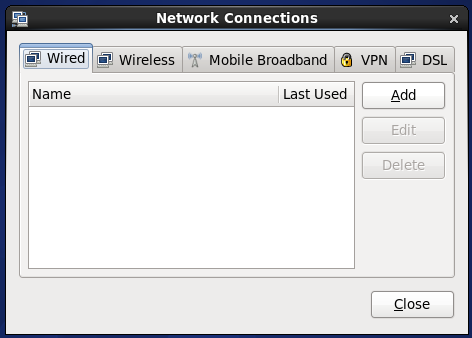 Network Connections
Wired Wireless Mobile Broadband VPN DSL
Name Last Used
Add
Edit
Delete
Close